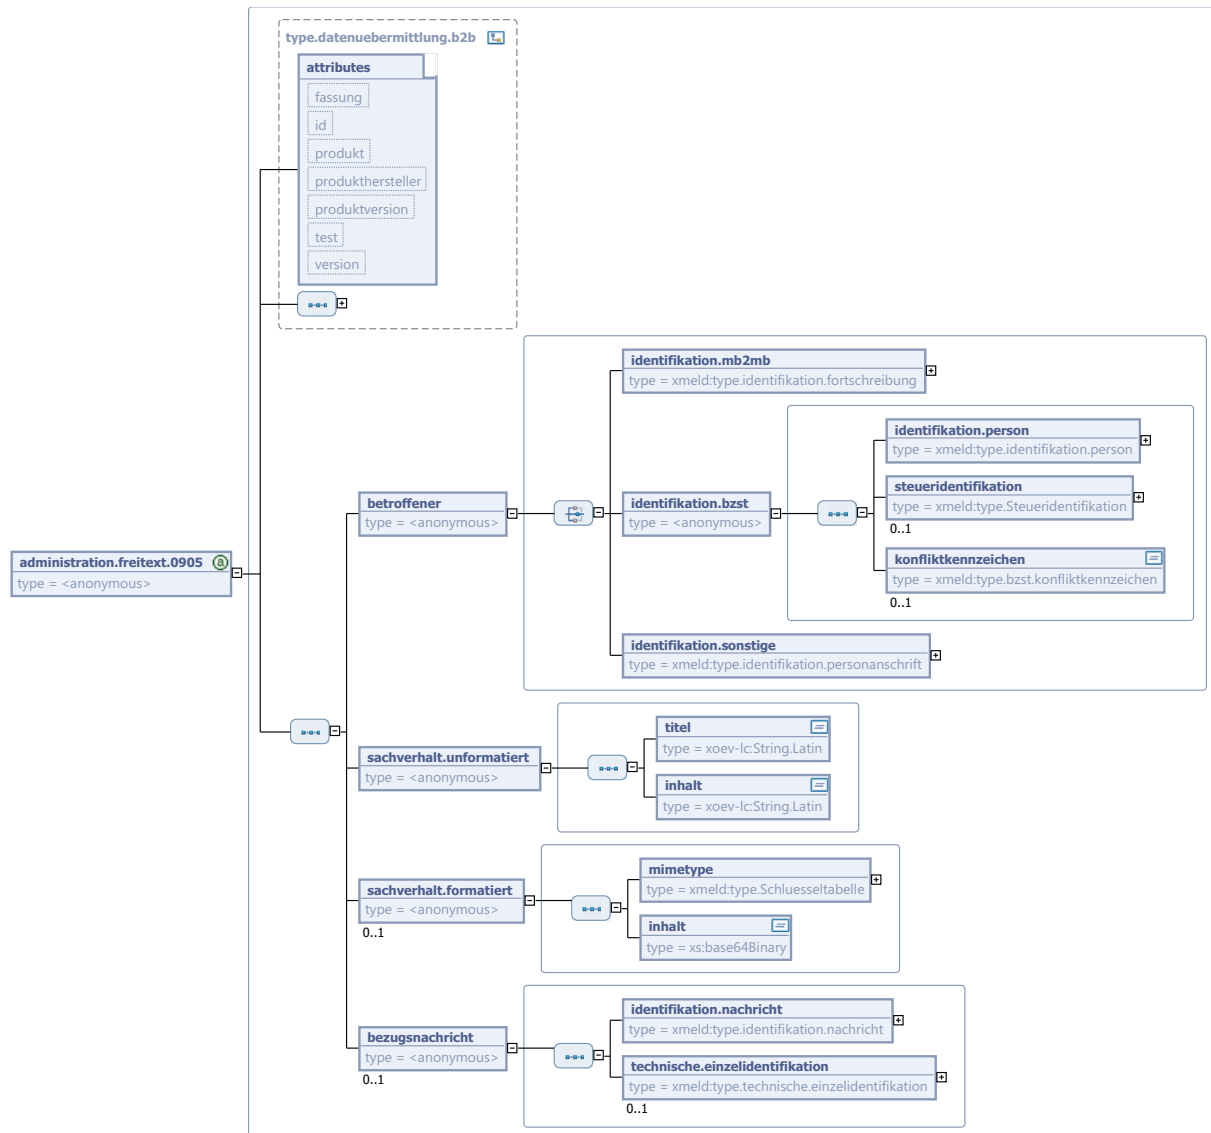 type.datenuebermittlung.b2b
attributes
fassung
id
produkt
produkthersteller
produktversion
test
version
identifikation.mb2mb
type = xmeld:type.identifikation.fortschreibung
identifikation.person
type = xmeld:type.identifikation.person
steueridentifikation
type = xmeld:type.Steueridentifikation
0..1
konfliktkennzeichen
type = xmeld:type.bzst.konfliktkennzeichen
0..1
betroffener
type = <anonymous>
identifikation.bzst
type = <anonymous>
administration.freitext.0905 a
type = <anonymous>
identifikation.sonstige
type = xmeld:type.identifikation.personanschrift
sachverhalt.unformatiert
type = <anonymous>
titel
type = xoev-lc:String.Latin
inhalt
type = xoev-lc:String.Latin
sachverhalt.formatiert
type = <anonymous>
0..1
mimetype
type = xmeld:type.Schluesseltabelle
inhalt
type = xs:base64Binary
bezugsnachricht
type = <anonymous>
0..1
identifikation.nachricht
type = xmeld:type.identifikation.nachricht
technische.einzelidentifikation
type = xmeld:type.technische.einzelidentifikation
0..1